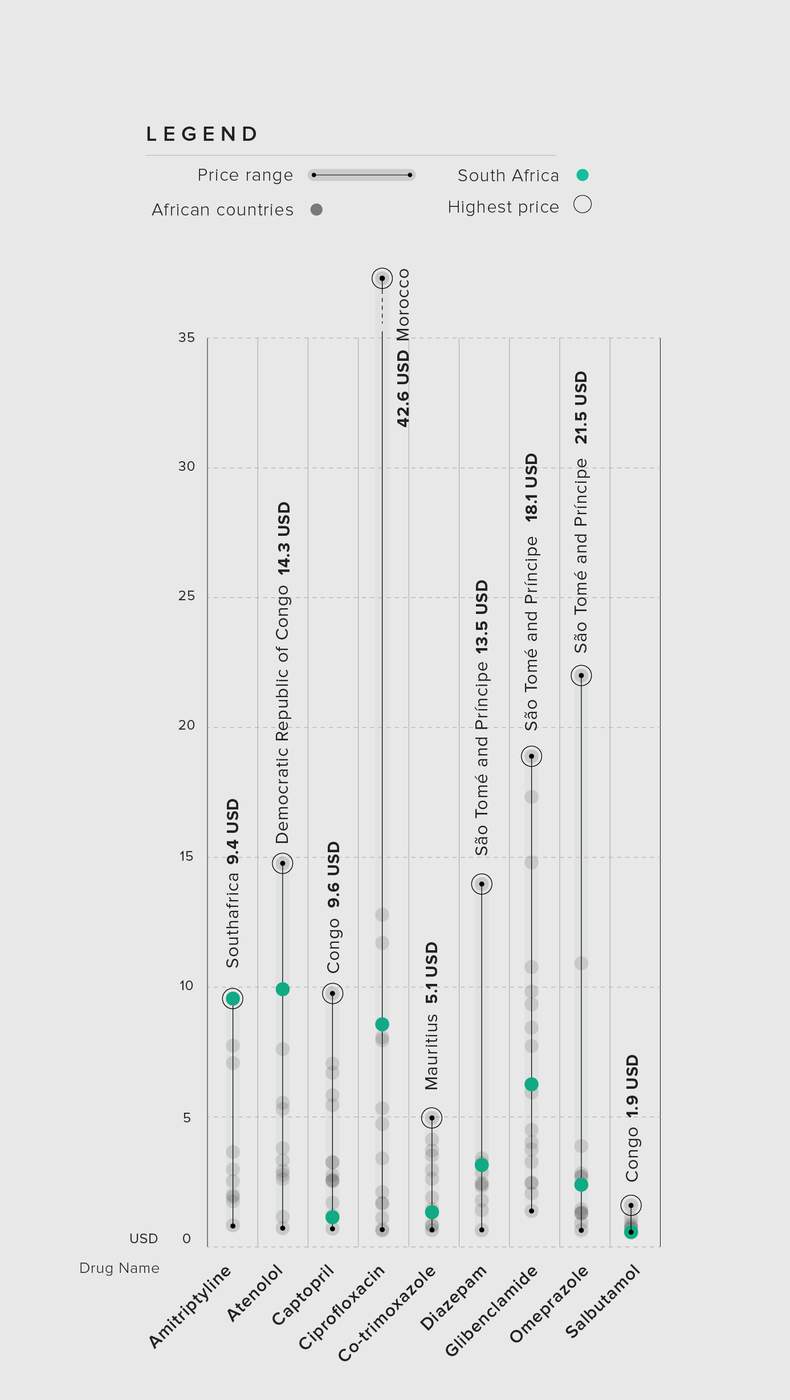 LEGEND
Price range
South Africa
African countries
Highest price
35
30
25
20
15
10
5
USD 0
Southafrica 9.4 USD
Democratic Republic of Congo 14.3 USD
Congo 9.6 USD
42.6 USD Morocco
Mauritius 5.1 USD
São Tomé and Príncipe 13.5 USD
São Tomé and Príncipe 18.1 USD
São Tomé and Príncipe 21.5 USD
Congo 1.9 USD
Drug Name
Amitriptyline
Atenolol
Captopril
Ciprofloxacin
Co-trimoxazole
Diazepam
Glibenclamide
Omeprazole
Salbutamol